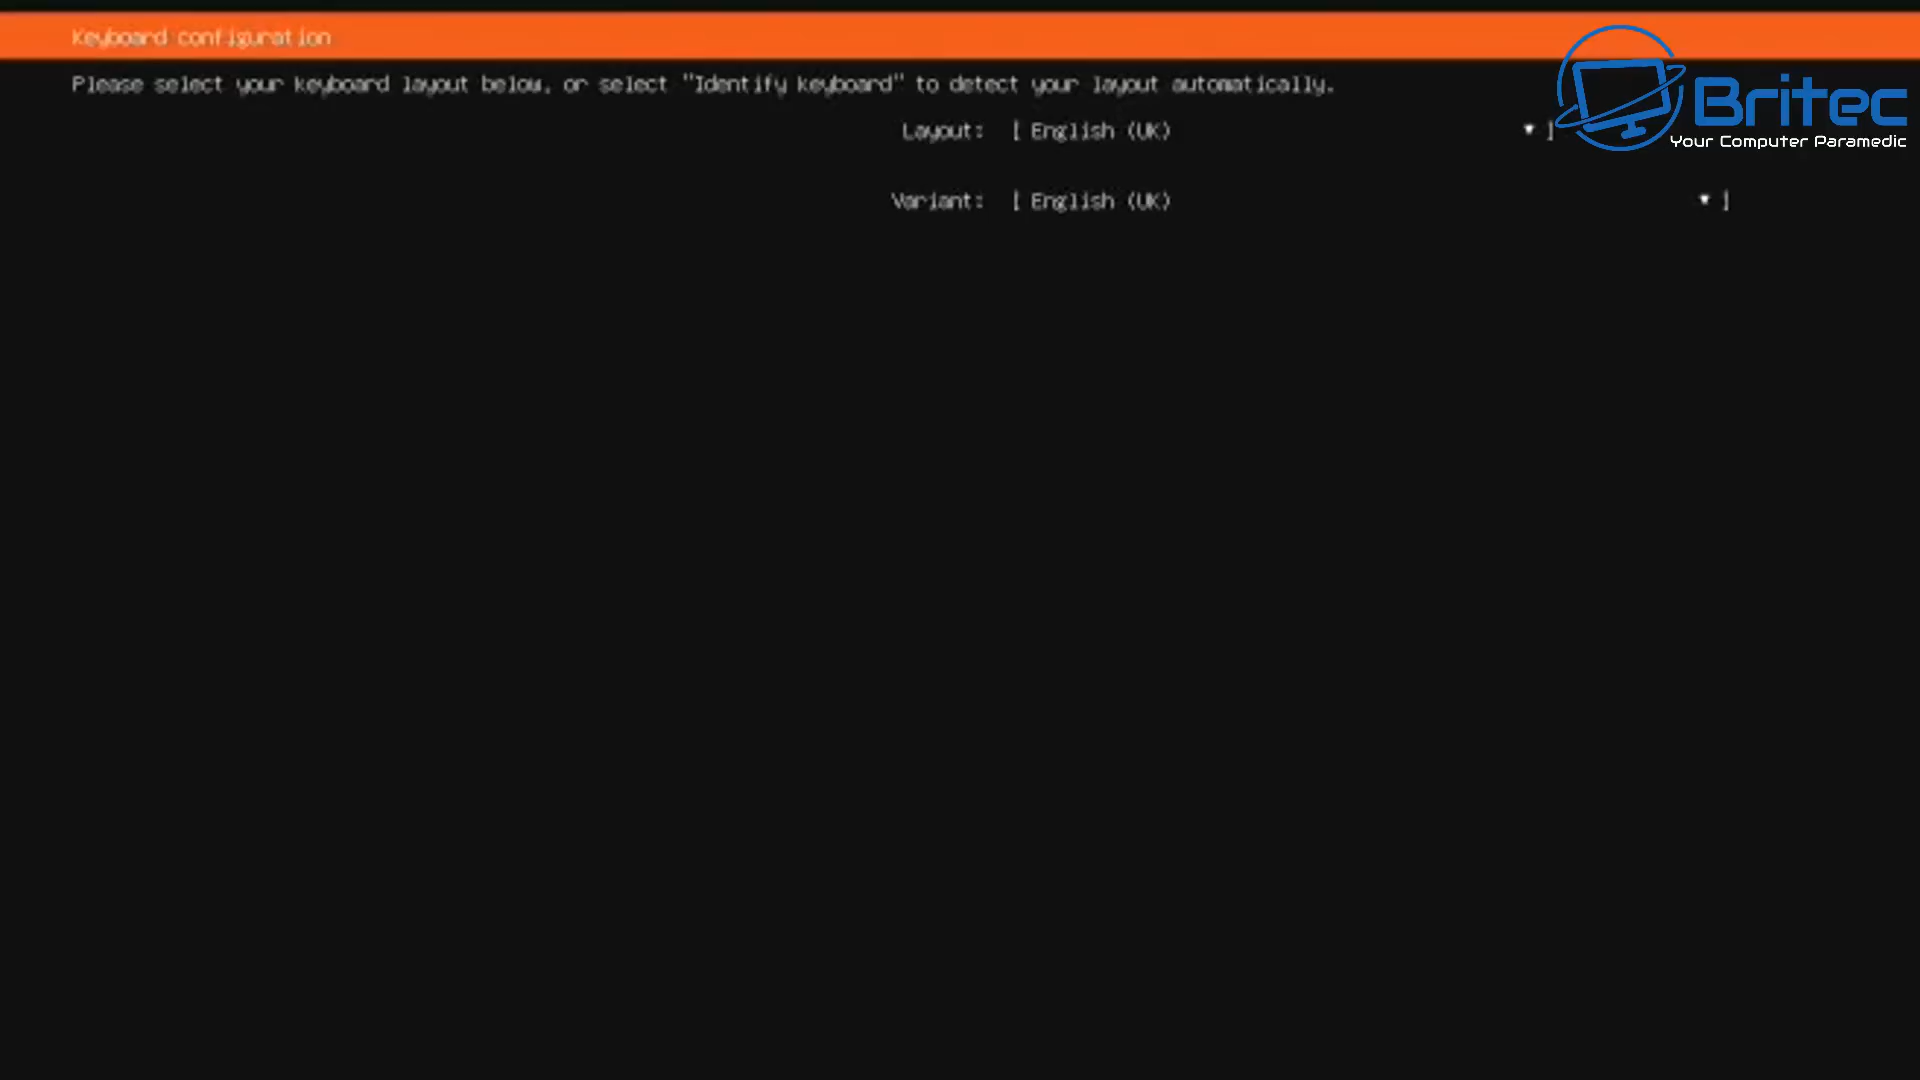 Keyboard configuration
Please select your keyboard layout below, or select "Identify keyboard" to detect your layout automatically.
Layout: [ English (UK) ▾ ]
Variant: [ English (UK) ▾ ]
Britec
Your Computer Paramedic